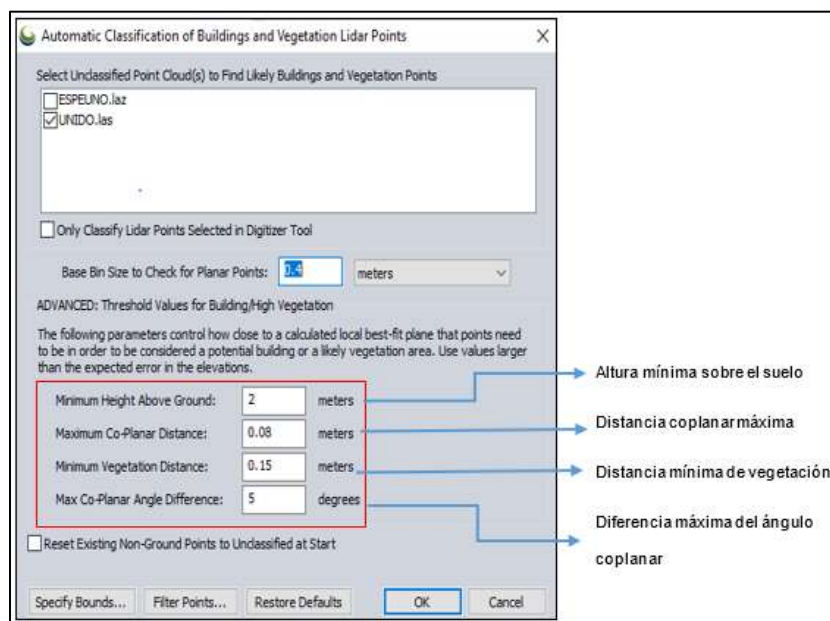 Automatic Classification of Buildings and Vegetation Lidar Points
Select Unclassified Point Cloud(s) to Find Likely Buildings and Vegetation Points
ESPEUNO.laz
UNIDO.las
Only Classify Lidar Points Selected in Digitizer Tool
Base Bin Size to Check for Planar Points: 0.4 meters
ADVANCED: Threshold Values for Building/High Vegetation
The following parameters control how close to a calculated local best-fit plane that points need
to be in order to be considered a potential building or a likely vegetation area. Use values larger
than the expected error in the elevations.
Minimum Height Above Ground: 2 meters
Altura mínima sobre el suelo
Maximum Co-Planar Distance: 0.08 meters
Distancia coplanar máxima
Minimum Vegetation Distance: 0.15 meters
Distancia mínima de vegetación
Max Co-Planar Angle Difference: 5 degrees
Diferencia máxima del ángulo
coplanar
Reset Existing Non-Ground Points to Unclassified at Start
Specify Bounds... Filter Points... Restore Defaults OK Cancel